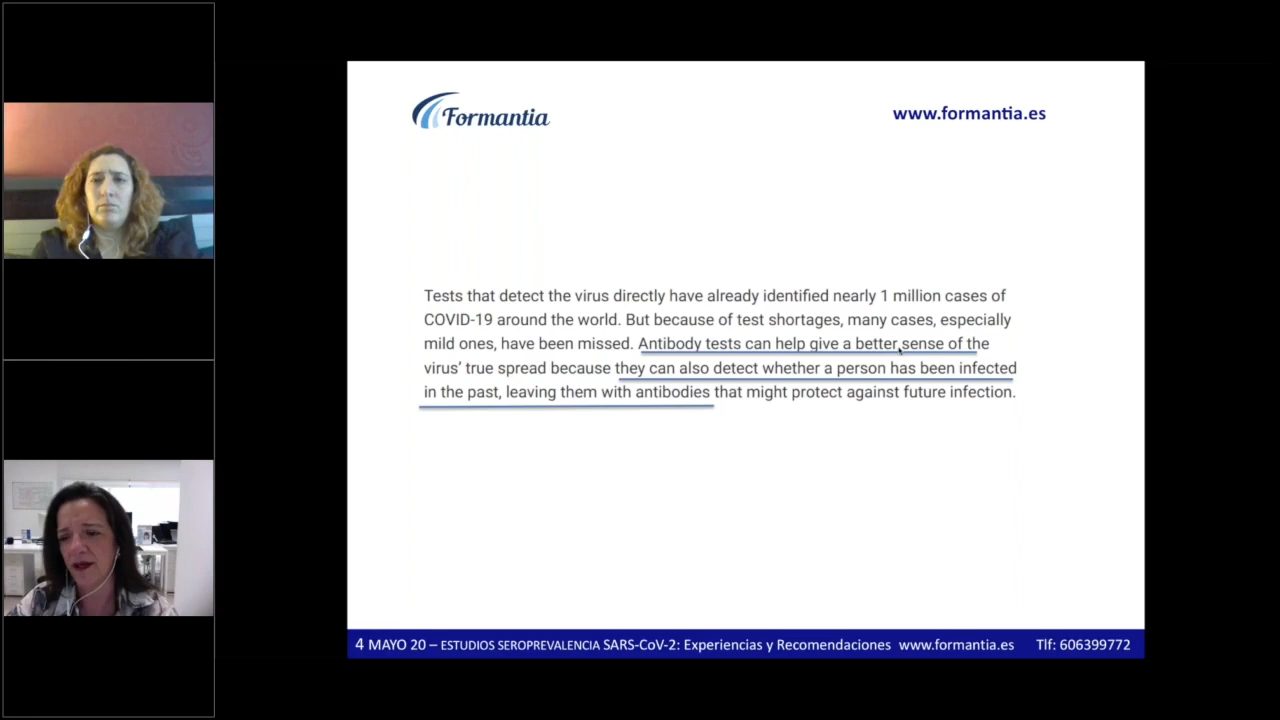 Formantia
www.formantia.es
Tests that detect the virus directly have already identified nearly 1 million cases of
COVID-19 around the world. But because of test shortages, many cases, especially
mild ones, have been missed. Antibody tests can help give a better sense of the
virus’ true spread because they can also detect whether a person has been infected
in the past, leaving them with antibodies that might protect against future infection.
4 MAYO 20 – ESTUDIOS SEROPREVALENCIA SARS-CoV-2: Experiencias y Recomendaciones www.formantia.es Tlf: 606399772